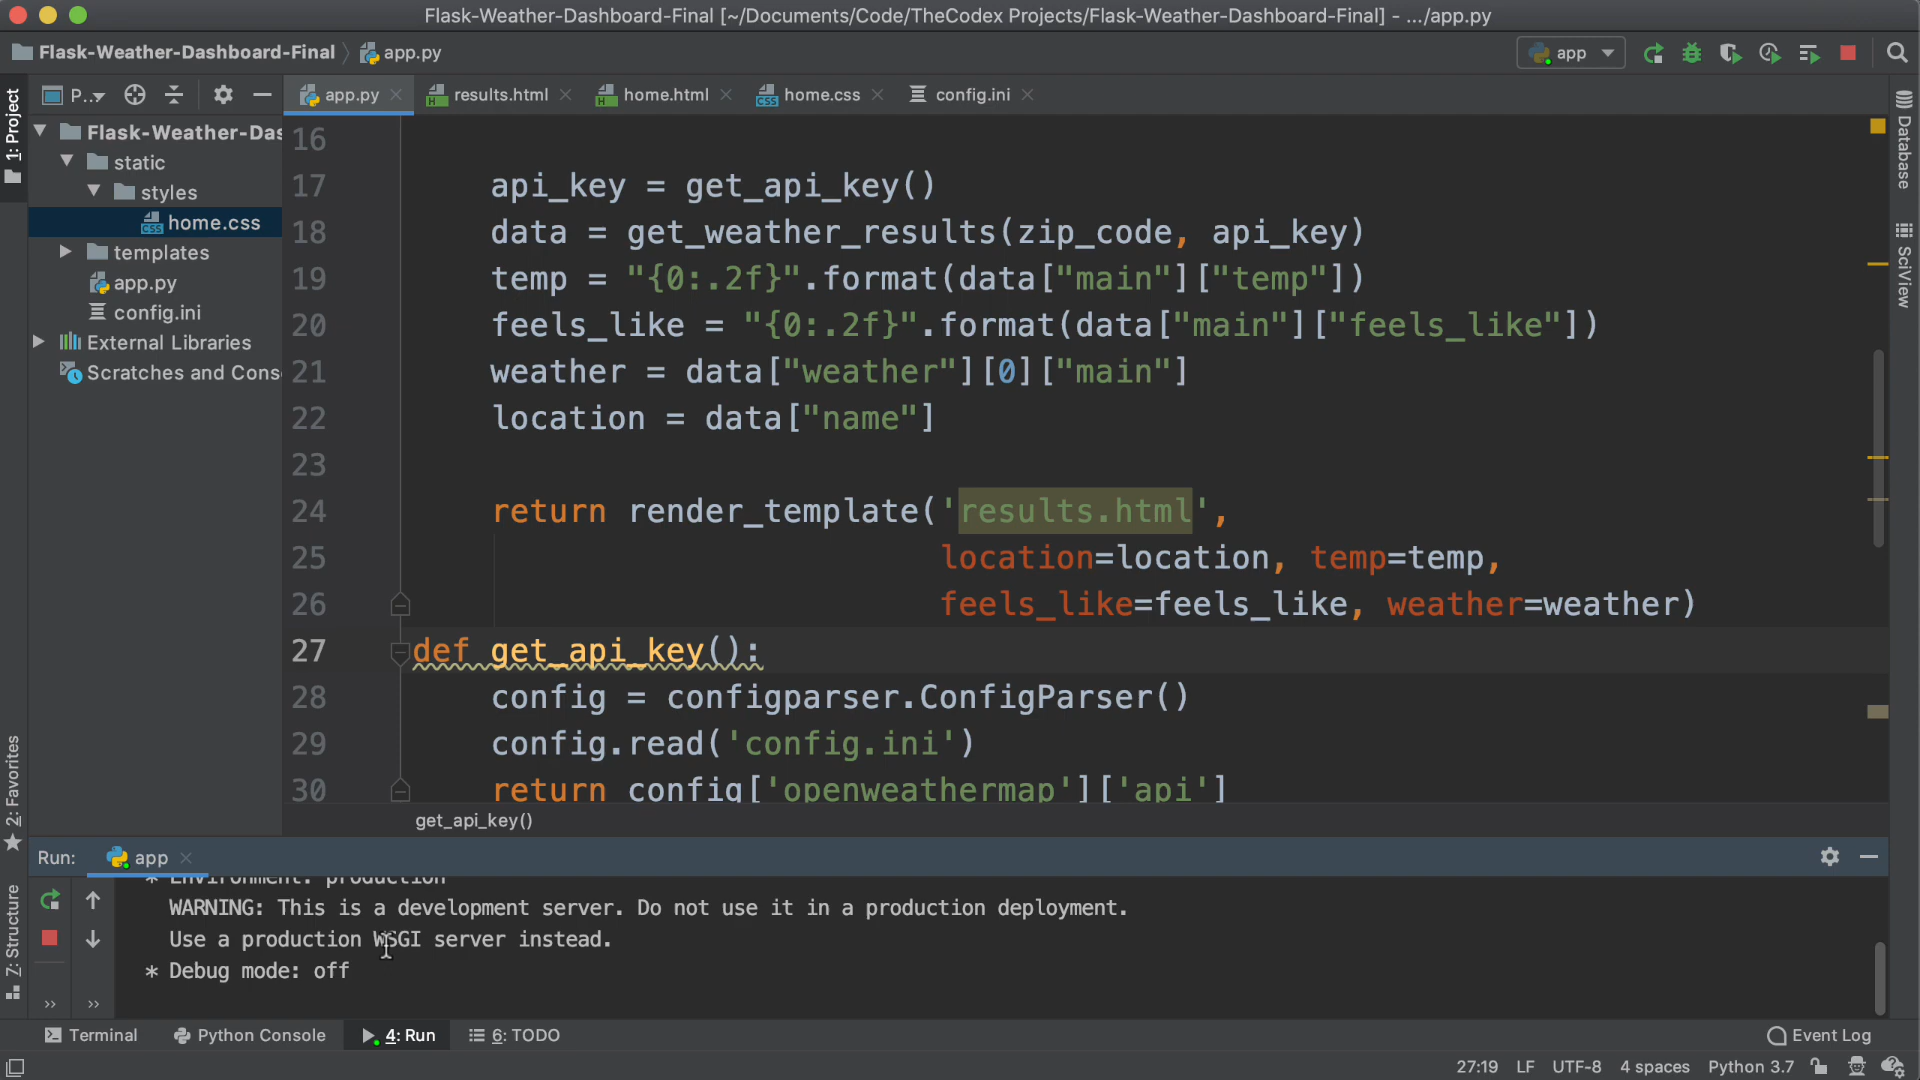 Flask-Weather-Dashboard-Final [~/Documents/Code/TheCodex Projects/Flask-Weather-Dashboard-Final] - .../app.py
Flask-Weather-Dashboard-Final app.py
app
1: Project
P..
app.py
results.html
home.html
home.css
config.ini
Flask-Weather-Das
static
styles
home.css
templates
app.py
config.ini
External Libraries
Scratches and Cons
16
17 api_key = get_api_key()
18 data = get_weather_results(zip_code, api_key)
19 temp = "{0:.2f}".format(data["main"]["temp"])
20 feels_like = "{0:.2f}".format(data["main"]["feels_like"])
21 weather = data["weather"][0]["main"]
22 location = data["name"]
23
24 return render_template('results.html',
25 location=location, temp=temp,
26 feels_like=feels_like, weather=weather)
27 def get_api_key():
28 config = configparser.ConfigParser()
29 config.read('config.ini')
30 return config['openweathermap']['api']
get_api_key()
Database
SciView
2: Favorites
7: Structure
Run: app
* Environment: production
WARNING: This is a development server. Do not use it in a production deployment.
Use a production WSGI server instead.
* Debug mode: off
Terminal
Python Console
4: Run
6: TODO
Event Log
27:19 LF UTF-8 4 spaces Python 3.7